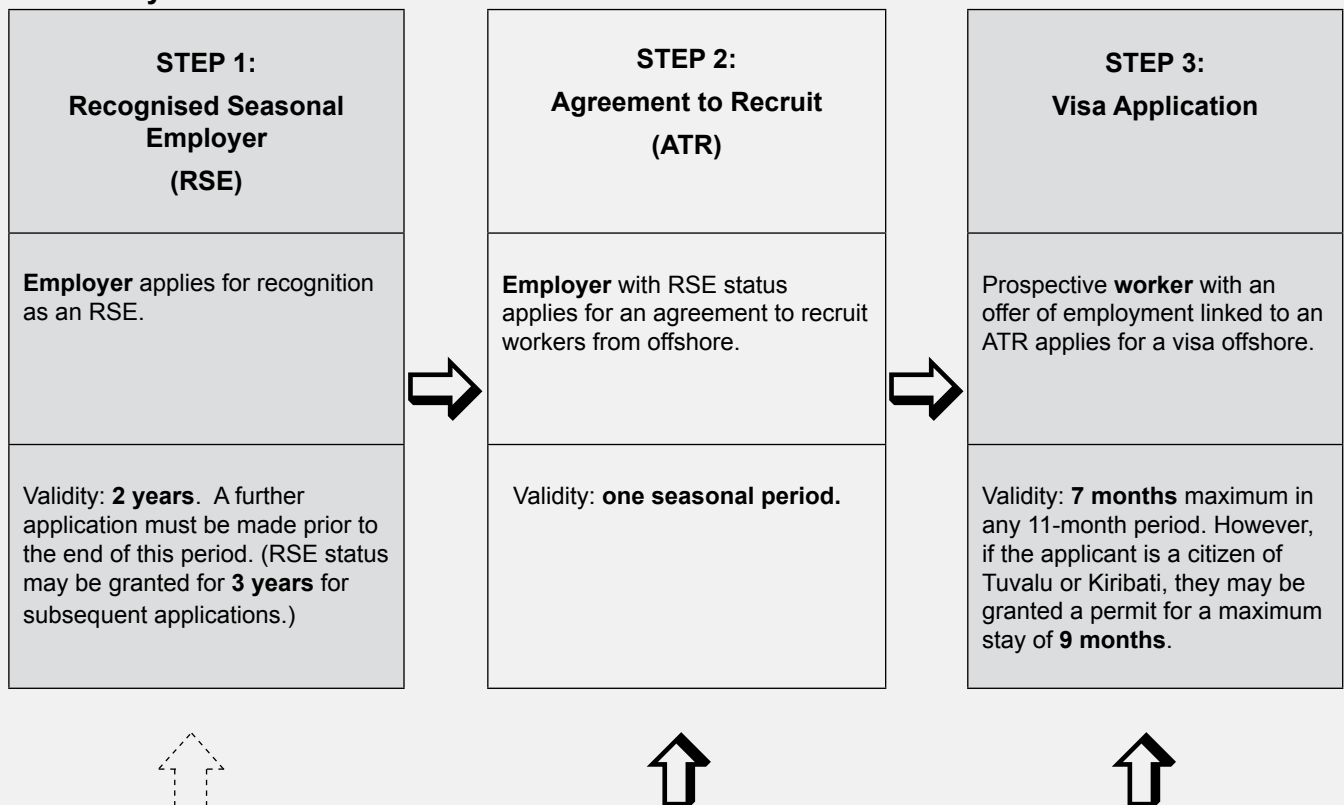 STEP 1:
Recognised Seasonal
Employer
(RSE)
Employer applies for recognition
as an RSE.
Validity: 2 years.  A further
application must be made prior to
the end of this period. (RSE status
may be granted for 3 years for
subsequent applications.)
STEP 2:
Agreement to Recruit
(ATR)
Employer with RSE status
applies for an agreement to recruit
workers from offshore.
Validity: one seasonal period.
STEP 3:
Visa Application
Prospective worker with an
offer of employment linked to an
ATR applies for a visa offshore.
Validity: 7 months maximum in
any 11-month period. However,
if the applicant is a citizen of
Tuvalu or Kiribati, they may be
granted a permit for a maximum
stay of 9 months.